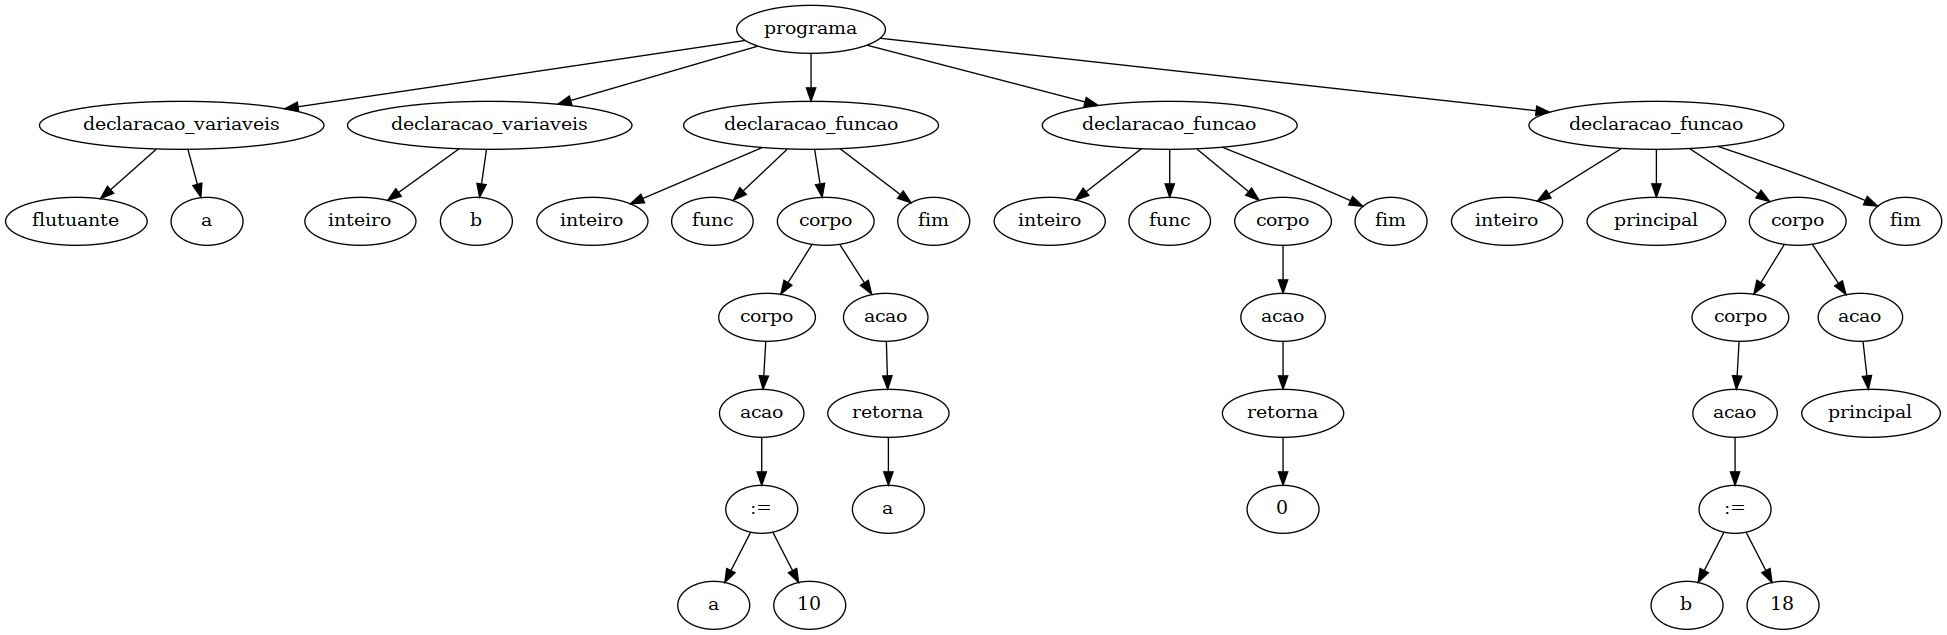 programa
declaracao_variaveis declaracao_variaveis declaracao_funcao declaracao_funcao declaracao_funcao
flutuante a inteiro b inteiro func corpo fim inteiro func corpo fim inteiro principal corpo fim
corpo acao acao corpo acao
acao retorna retorna acao principal
:= a 0 :=
a 10 b 18